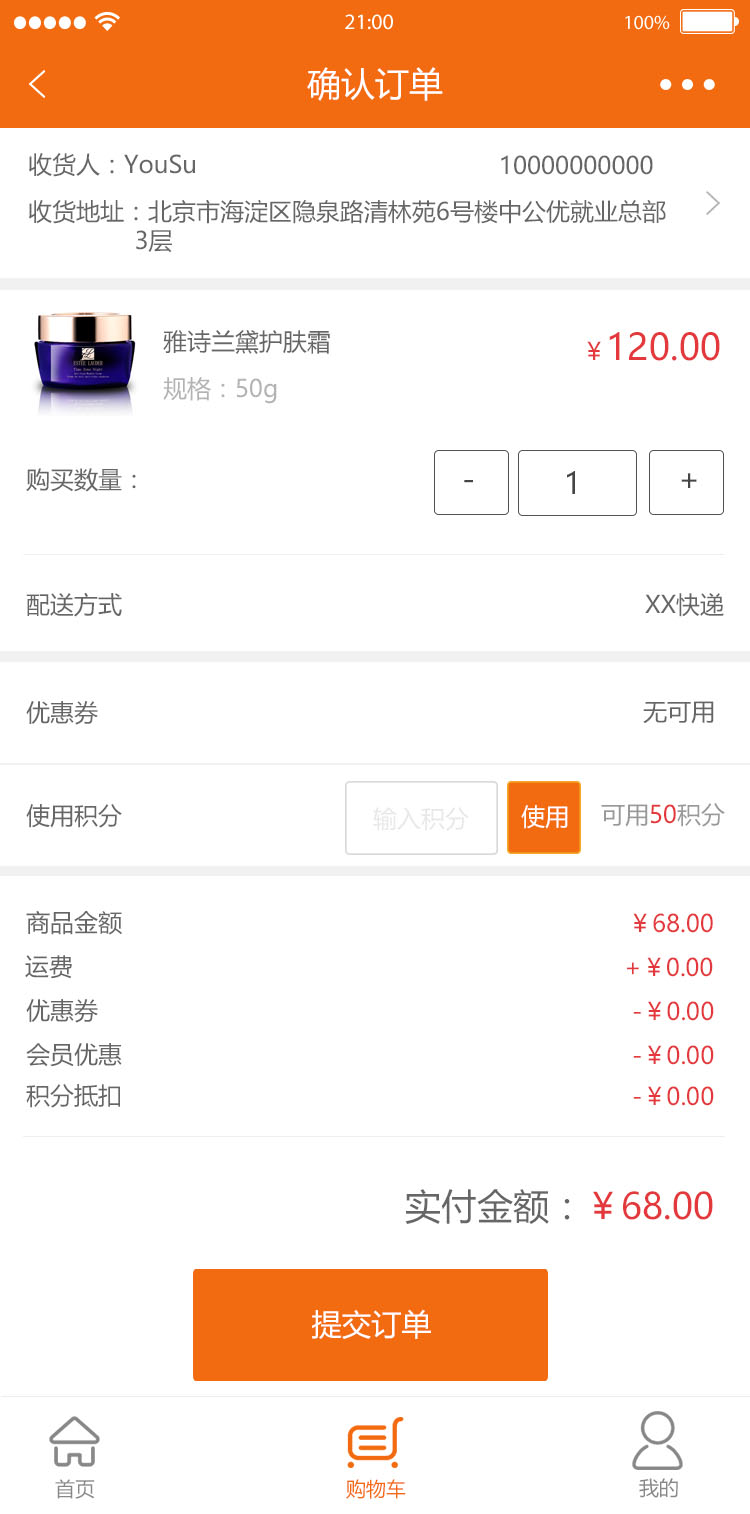 21:00
100%
确认订单
收货人：YouSu 10000000000
收货地址：北京市海淀区隐泉路清林苑6号楼中公优就业总部
3层
雅诗兰黛护肤霜
¥120.00
规格：50g
ESTEE LAUDER
购买数量：
- 1 +
配送方式 XX快递
优惠券 无可用
使用积分 输入积分 使用 可用50积分
商品金额 ¥68.00
运费 +¥0.00
优惠券 -¥0.00
会员优惠 -¥0.00
积分抵扣 -¥0.00
实付金额：¥68.00
提交订单
首页 购物车 我的